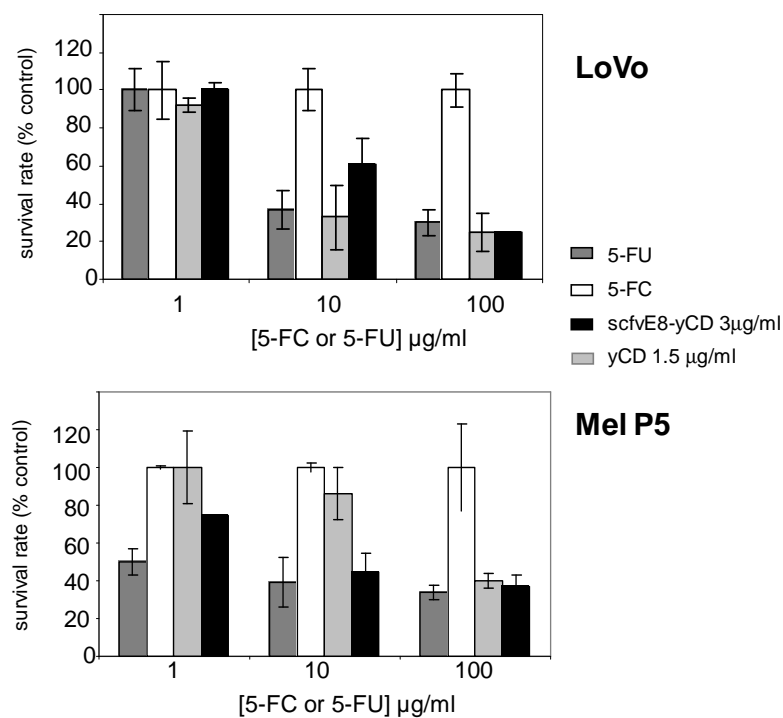 LoVo
120
100
80
60
40
20
0
survival rate (% control)
1 10 100
[5-FC or 5-FU] µg/ml
5-FU
5-FC
scfvE8-yCD 3µg/ml
yCD 1.5 µg/ml
Mel P5
120
100
80
60
40
20
0
survival rate (% control)
1 10 100
[5-FC or 5-FU] µg/ml